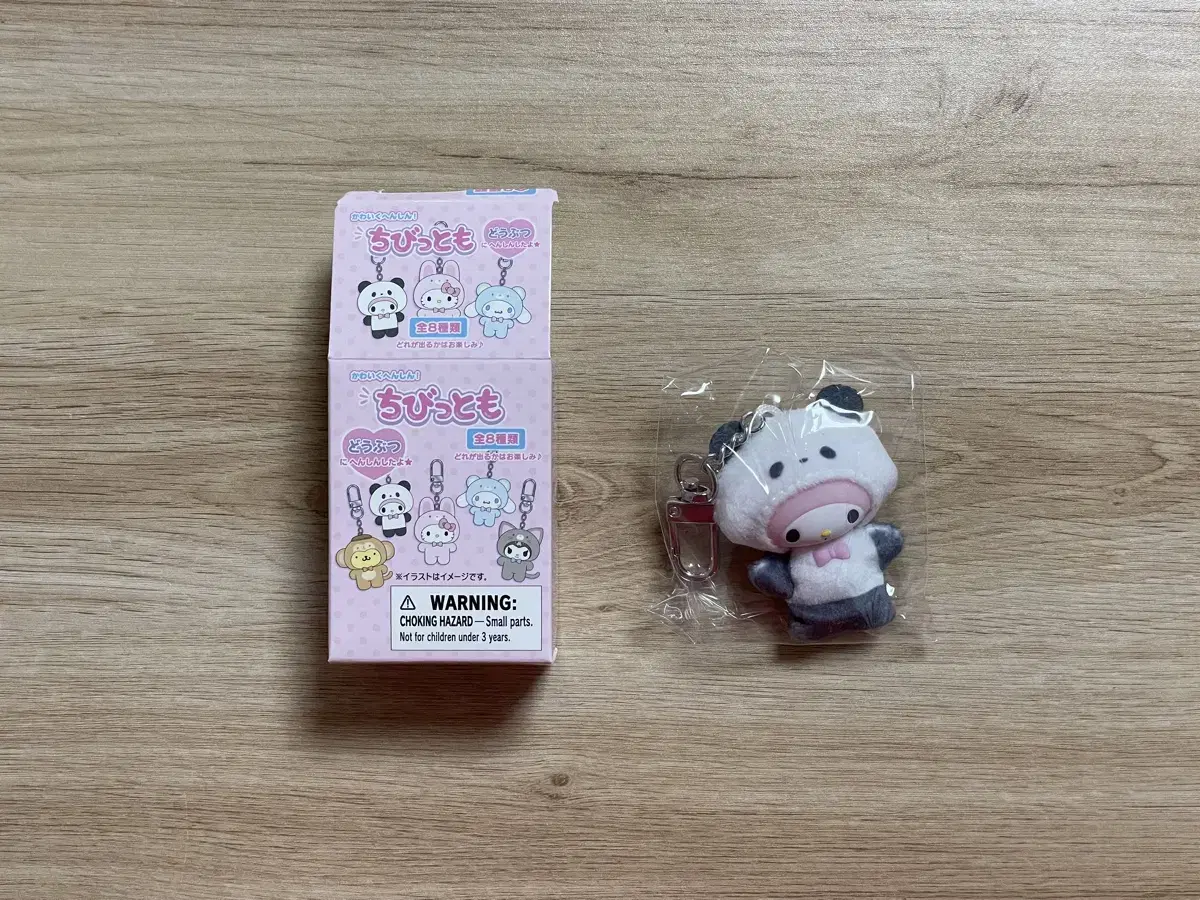 かわいくへんしん!
ちびっとも
どうぶつ
にへんしんしたよ★
全8種類
どれが出るかはお楽しみ♪
かわいくへんしん!
ちびっとも
どうぶつ
にへんしんしたよ★
全8種類
どれが出るかはお楽しみ♪
※イラストはイメージです。
⚠ WARNING:
CHOKING HAZARD — Small parts.
Not for children under 3 years.